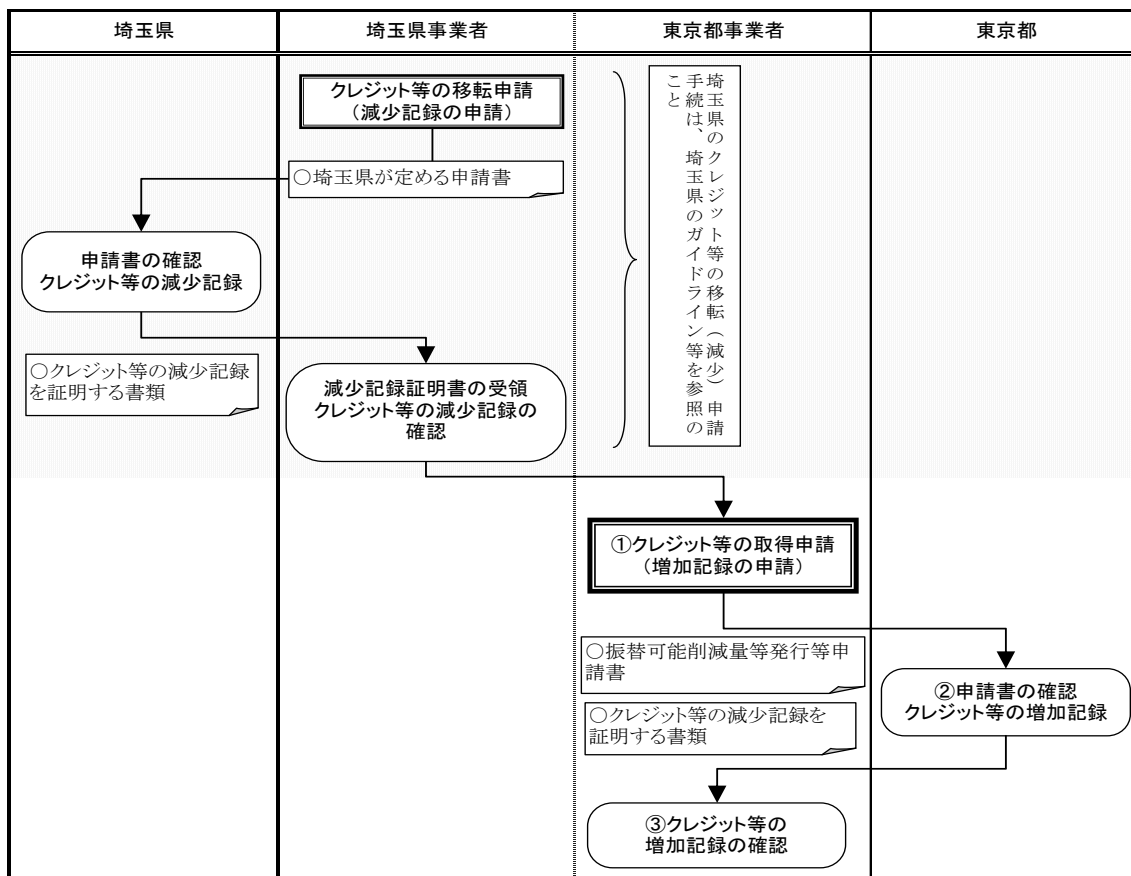 埼玉県
埼玉県事業者
東京都事業者
東京都
クレジット等の移転申請
（減少記録の申請）
○埼玉県が定める申請書
埼玉県のクレジット等の移転（減少）申請
手続は、埼玉県のガイドライン等を参照の
こと
申請書の確認
クレジット等の減少記録
○クレジット等の減少記録
を証明する書類
減少記録証明書の受領
クレジット等の減少記録の
確認
①クレジット等の取得申請
（増加記録の申請）
○振替可能削減量等発行等申
請書
○クレジット等の減少記録を
証明する書類
②申請書の確認
クレジット等の増加記録
③クレジット等の
増加記録の確認